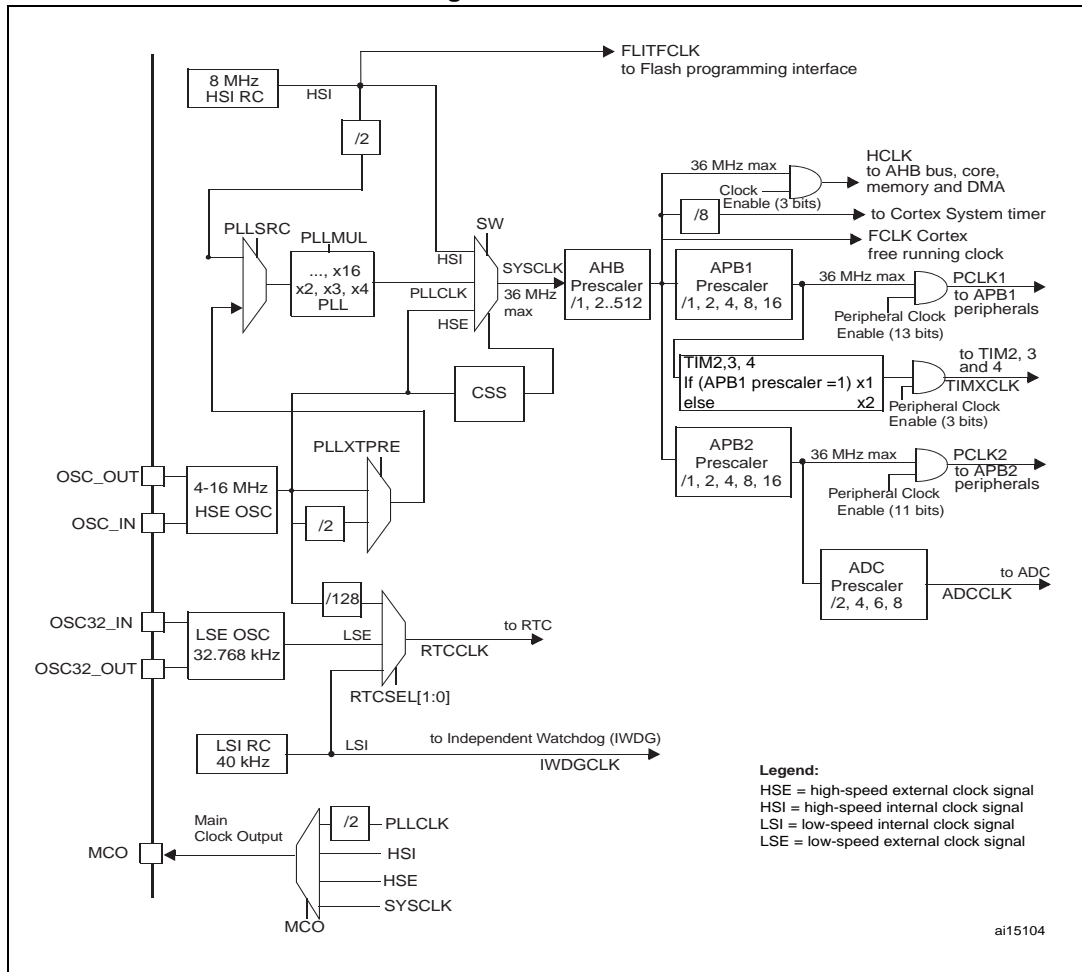 FLITFCLK
to Flash programming interface
8 MHz
HSI RC
HSI
/2
HCLK
to AHB bus, core,
memory and DMA
36 MHz max
Clock
Enable (3 bits)
/8
to Cortex System timer
FCLK Cortex
free running clock
PLLSRC
PLLMUL
..., x16
x2, x3, x4
PLL
SW
HSI
PLLCLK
HSE
SYSCLK
36 MHz
max
AHB
Prescaler
/1, 2..512
APB1
Prescaler
/1, 2, 4, 8, 16
36 MHz max
PCLK1
to APB1
peripherals
Peripheral Clock
Enable (13 bits)
TIM2,3, 4
If (APB1 prescaler =1) x1
else x2
to TIM2, 3
and 4
TIMXCLK
Peripheral Clock
Enable (3 bits)
CSS
APB2
Prescaler
/1, 2, 4, 8, 16
36 MHz max
PCLK2
to APB2
peripherals
Peripheral Clock
Enable (11 bits)
PLLXTPRE
OSC_OUT
OSC_IN
4-16 MHz
HSE OSC
/2
ADC
Prescaler
/2, 4, 6, 8
to ADC
ADCCLK
/128
OSC32_IN
OSC32_OUT
LSE OSC
32.768 kHz
LSE
to RTC
RTCCLK
RTCSEL[1:0]
LSI RC
40 kHz
LSI
to Independent Watchdog (IWDG)
IWDGCLK
Legend:
HSE = high-speed external clock signal
HSI = high-speed internal clock signal
LSI = low-speed internal clock signal
LSE = low-speed external clock signal
Main
Clock Output
MCO
/2
PLLCLK
HSI
HSE
SYSCLK
MCO
ai15104